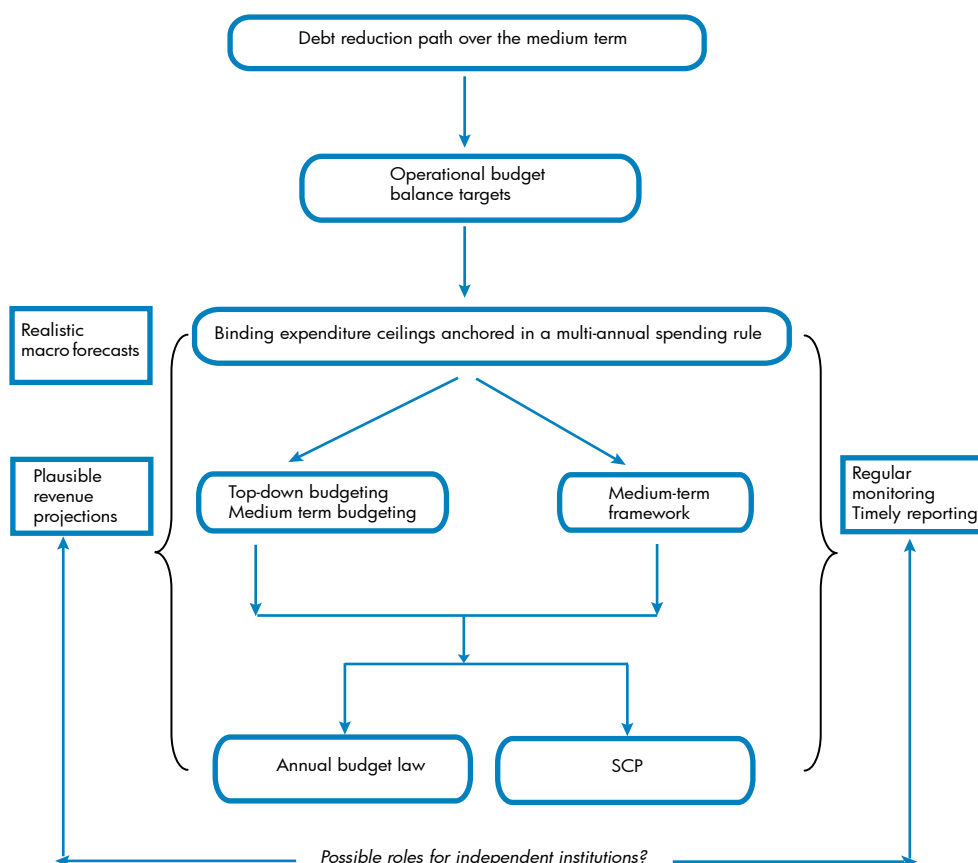 Debt reduction path over the medium term
Operational budget
balance targets
Realistic
macro forecasts
Binding expenditure ceilings anchored in a multi-annual spending rule
Plausible
revenue
projections
Top-down budgeting
Medium term budgeting
Medium-term
framework
Regular
monitoring
Timely reporting
Annual budget law
SCP
Possible roles for independent institutions?